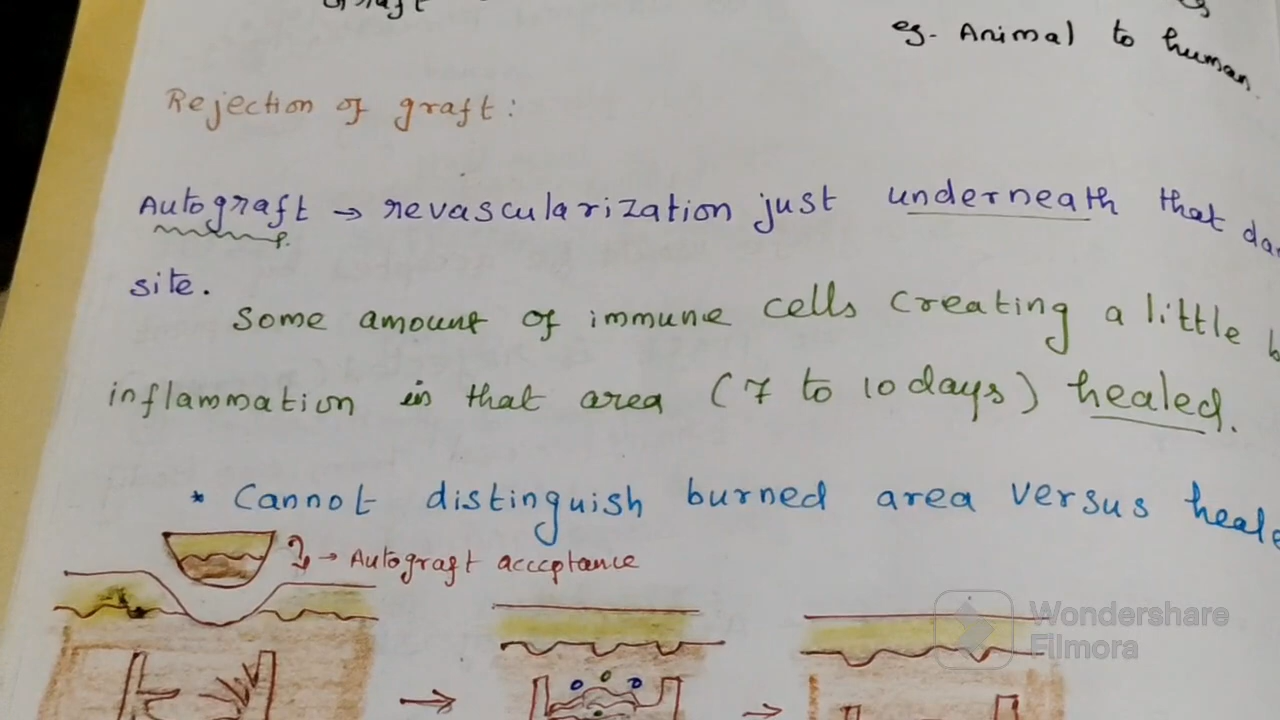 Graft
eg. Animal to human.
Rejection of graft:
Autograft → revascularization just underneath that
site.
Some amount of immune cells creating a little
inflammation in that area (7 to 10 days) healed.
* Cannot distinguish burned area versus
→ Autograft acceptance
Wondershare
Filmora